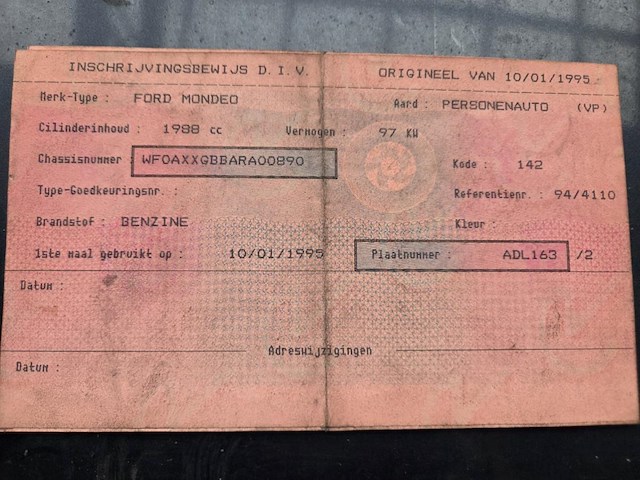 INSCHRIJVINGSBEWIJS D.I.V. ORIGINEEL VAN 10/01/1995
Merk-Type : FORD MONDEO Aard : PERSONENAUTO (VP)
Cilinderinhoud : 1988 cc Vermogen : 97 KW
Chassisnummer : WF0AXXGBBARA00890 Kode : 142
Type-Goedkeuringsnr. : Referentienr. : 94/4110
Brandstof : BENZINE Kleur :
1ste maal gebruikt op : 10/01/1995 Plaatnummer : ADL163 /2
Datum :
Adreswijzigingen
Datum :